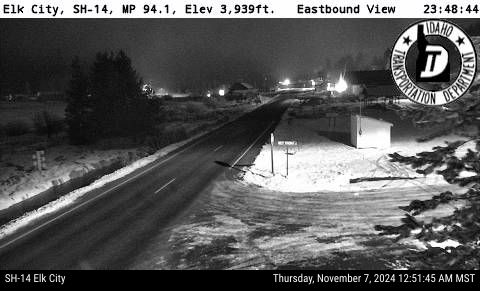 Elk City, SH-14, MP 94.1, Elev 3,939ft. Eastbound View 23:48:44
IDAHO
TRANSPORTATION DEPARTMENT
SH-14 Elk City Thursday, November 7, 2024 12:51:45 AM MST